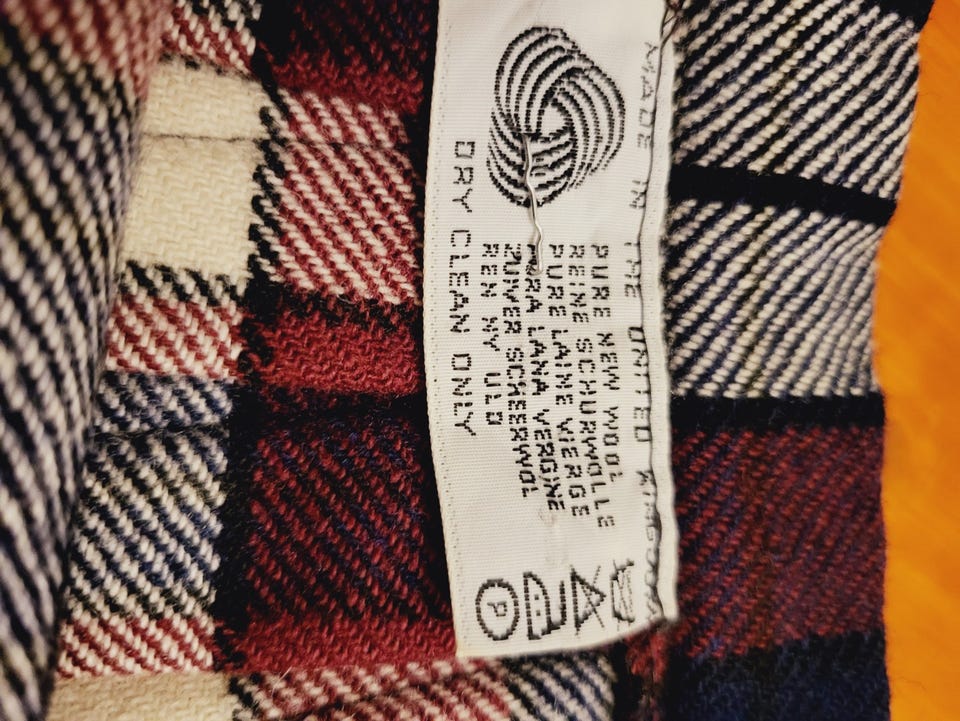 MADE IN THE UNITED KINGDOM
PURE NEW WOOL
REINE SCHURWOLLE
PURE LAINE VIERGE
PURA LANA VERGINE
ZUIVER SCHEERWOL
REN NY ULD
DRY CLEAN ONLY
P